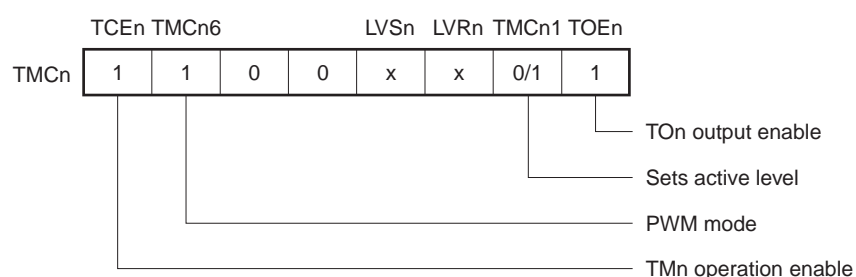 TCEn TMCn6 LVSn LVRn TMCn1 TOEn
TMCn 1 1 0 0 x x 0/1 1
TOn output enable
Sets active level
PWM mode
TMn operation enable